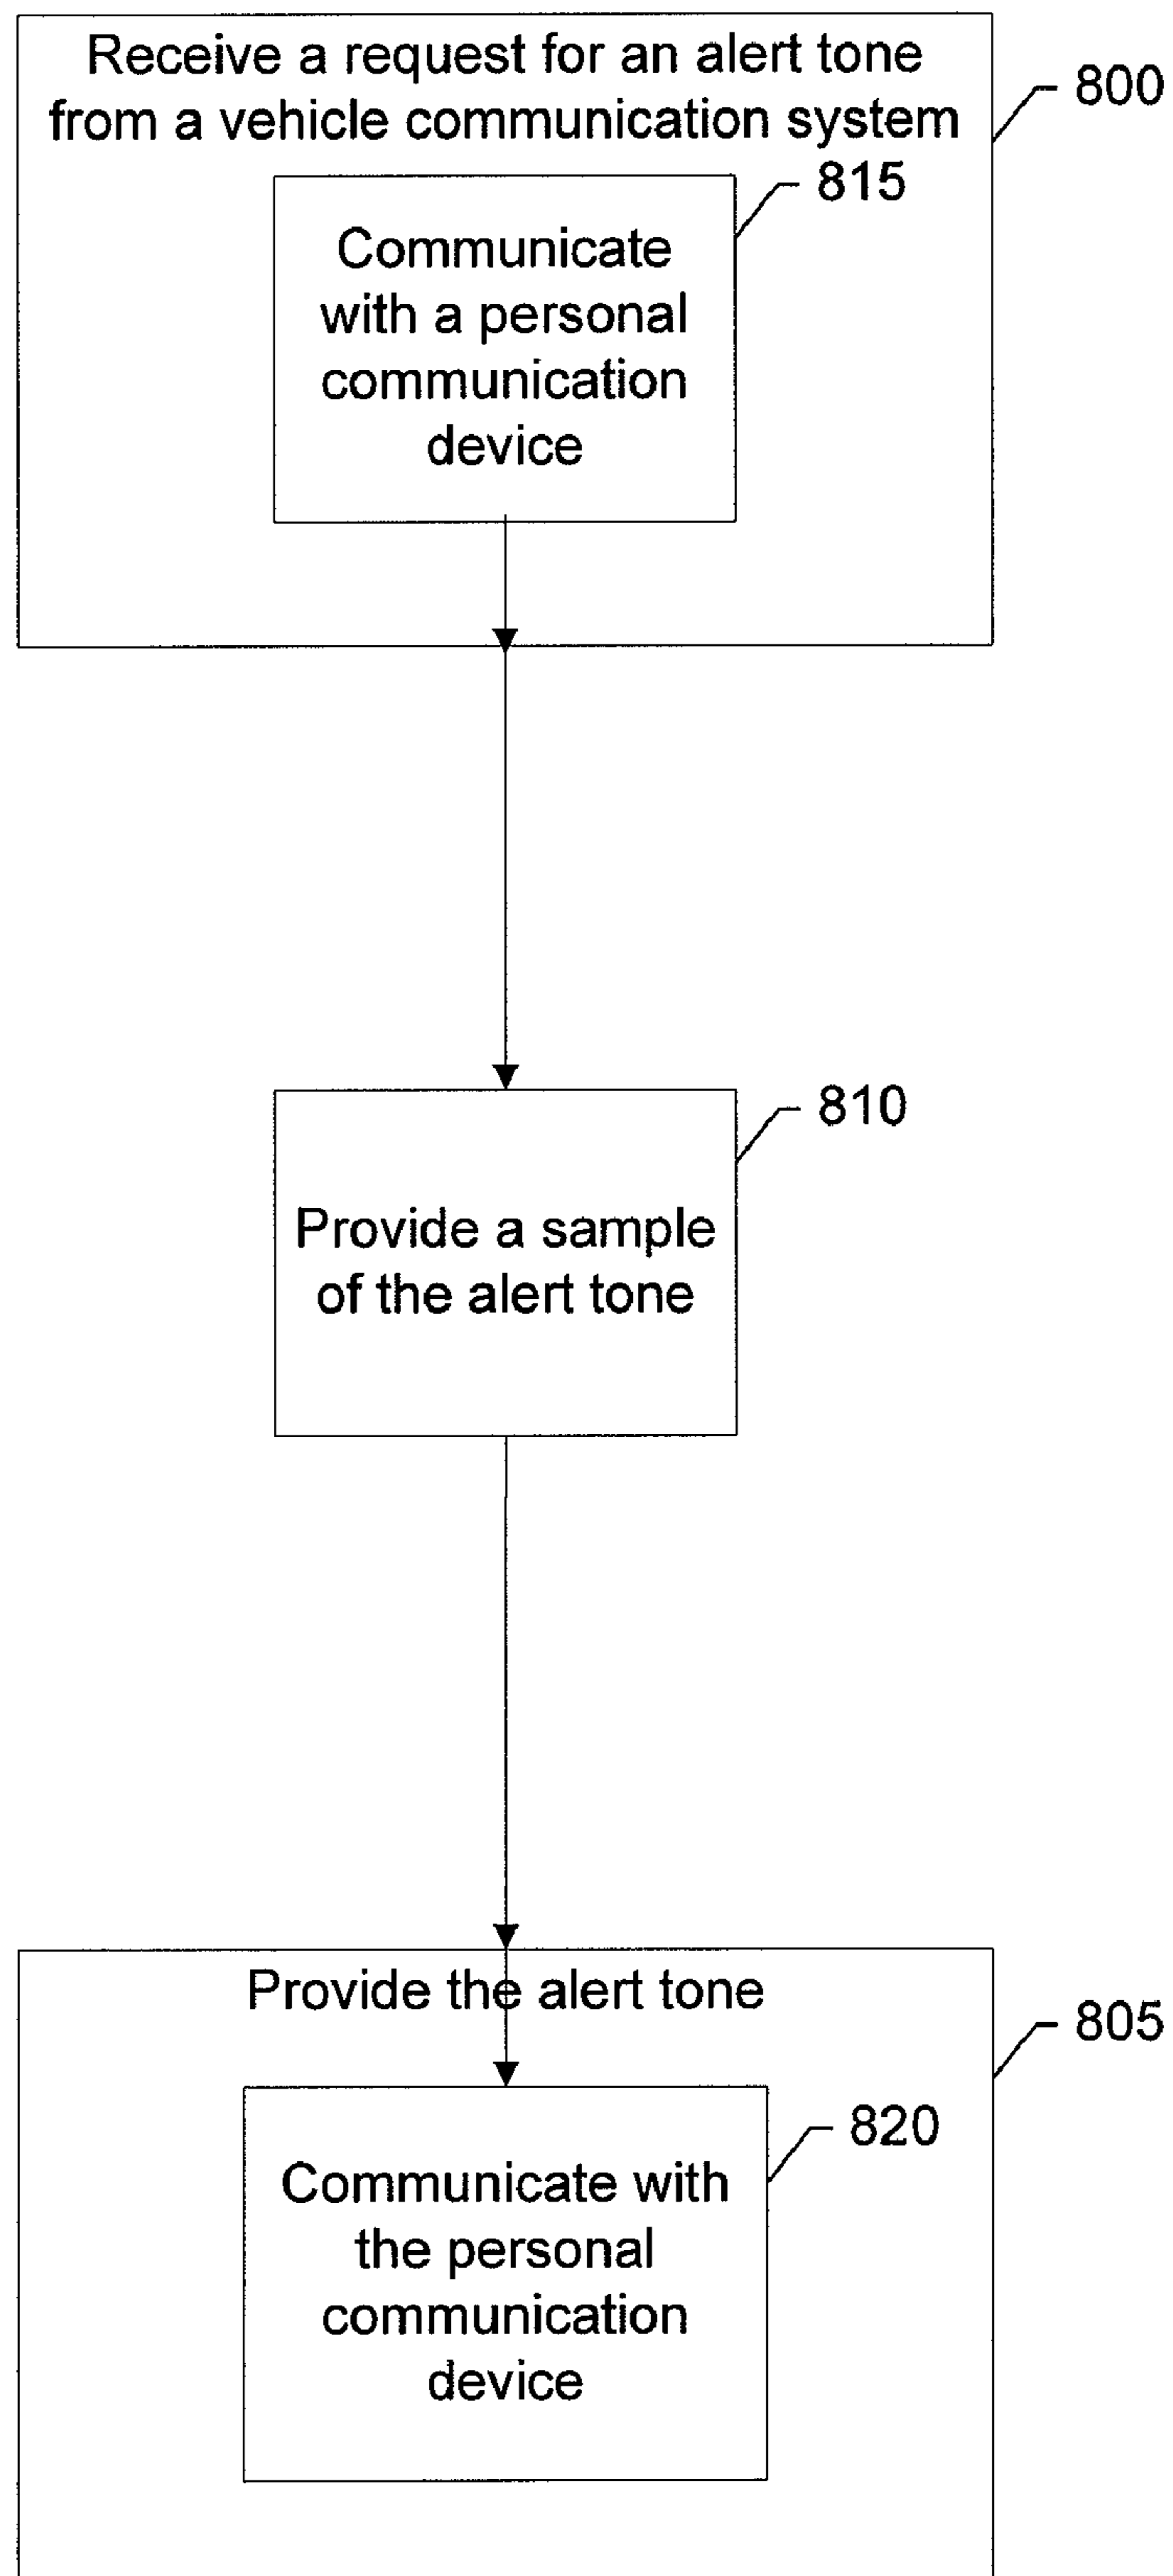 Receive a request for an alert tone
from a vehicle communication system
800
815
Communicate
with a personal
communication
device
810
Provide a sample
of the alert tone
Provide the alert tone
805
820
Communicate with
the personal
communication
device